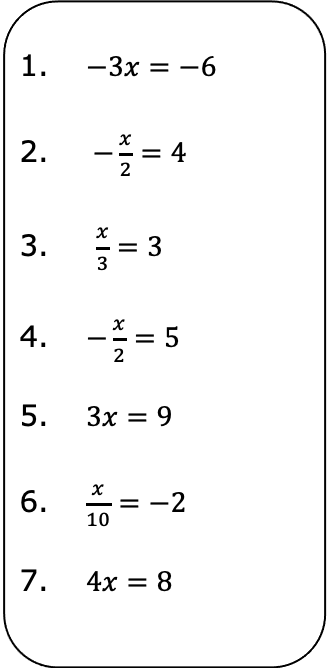 1. −3x = −6
2. −x/2 = 4
3. x/3 = 3
4. −x/2 = 5
5. 3x = 9
6. x/10 = −2
7. 4x = 8